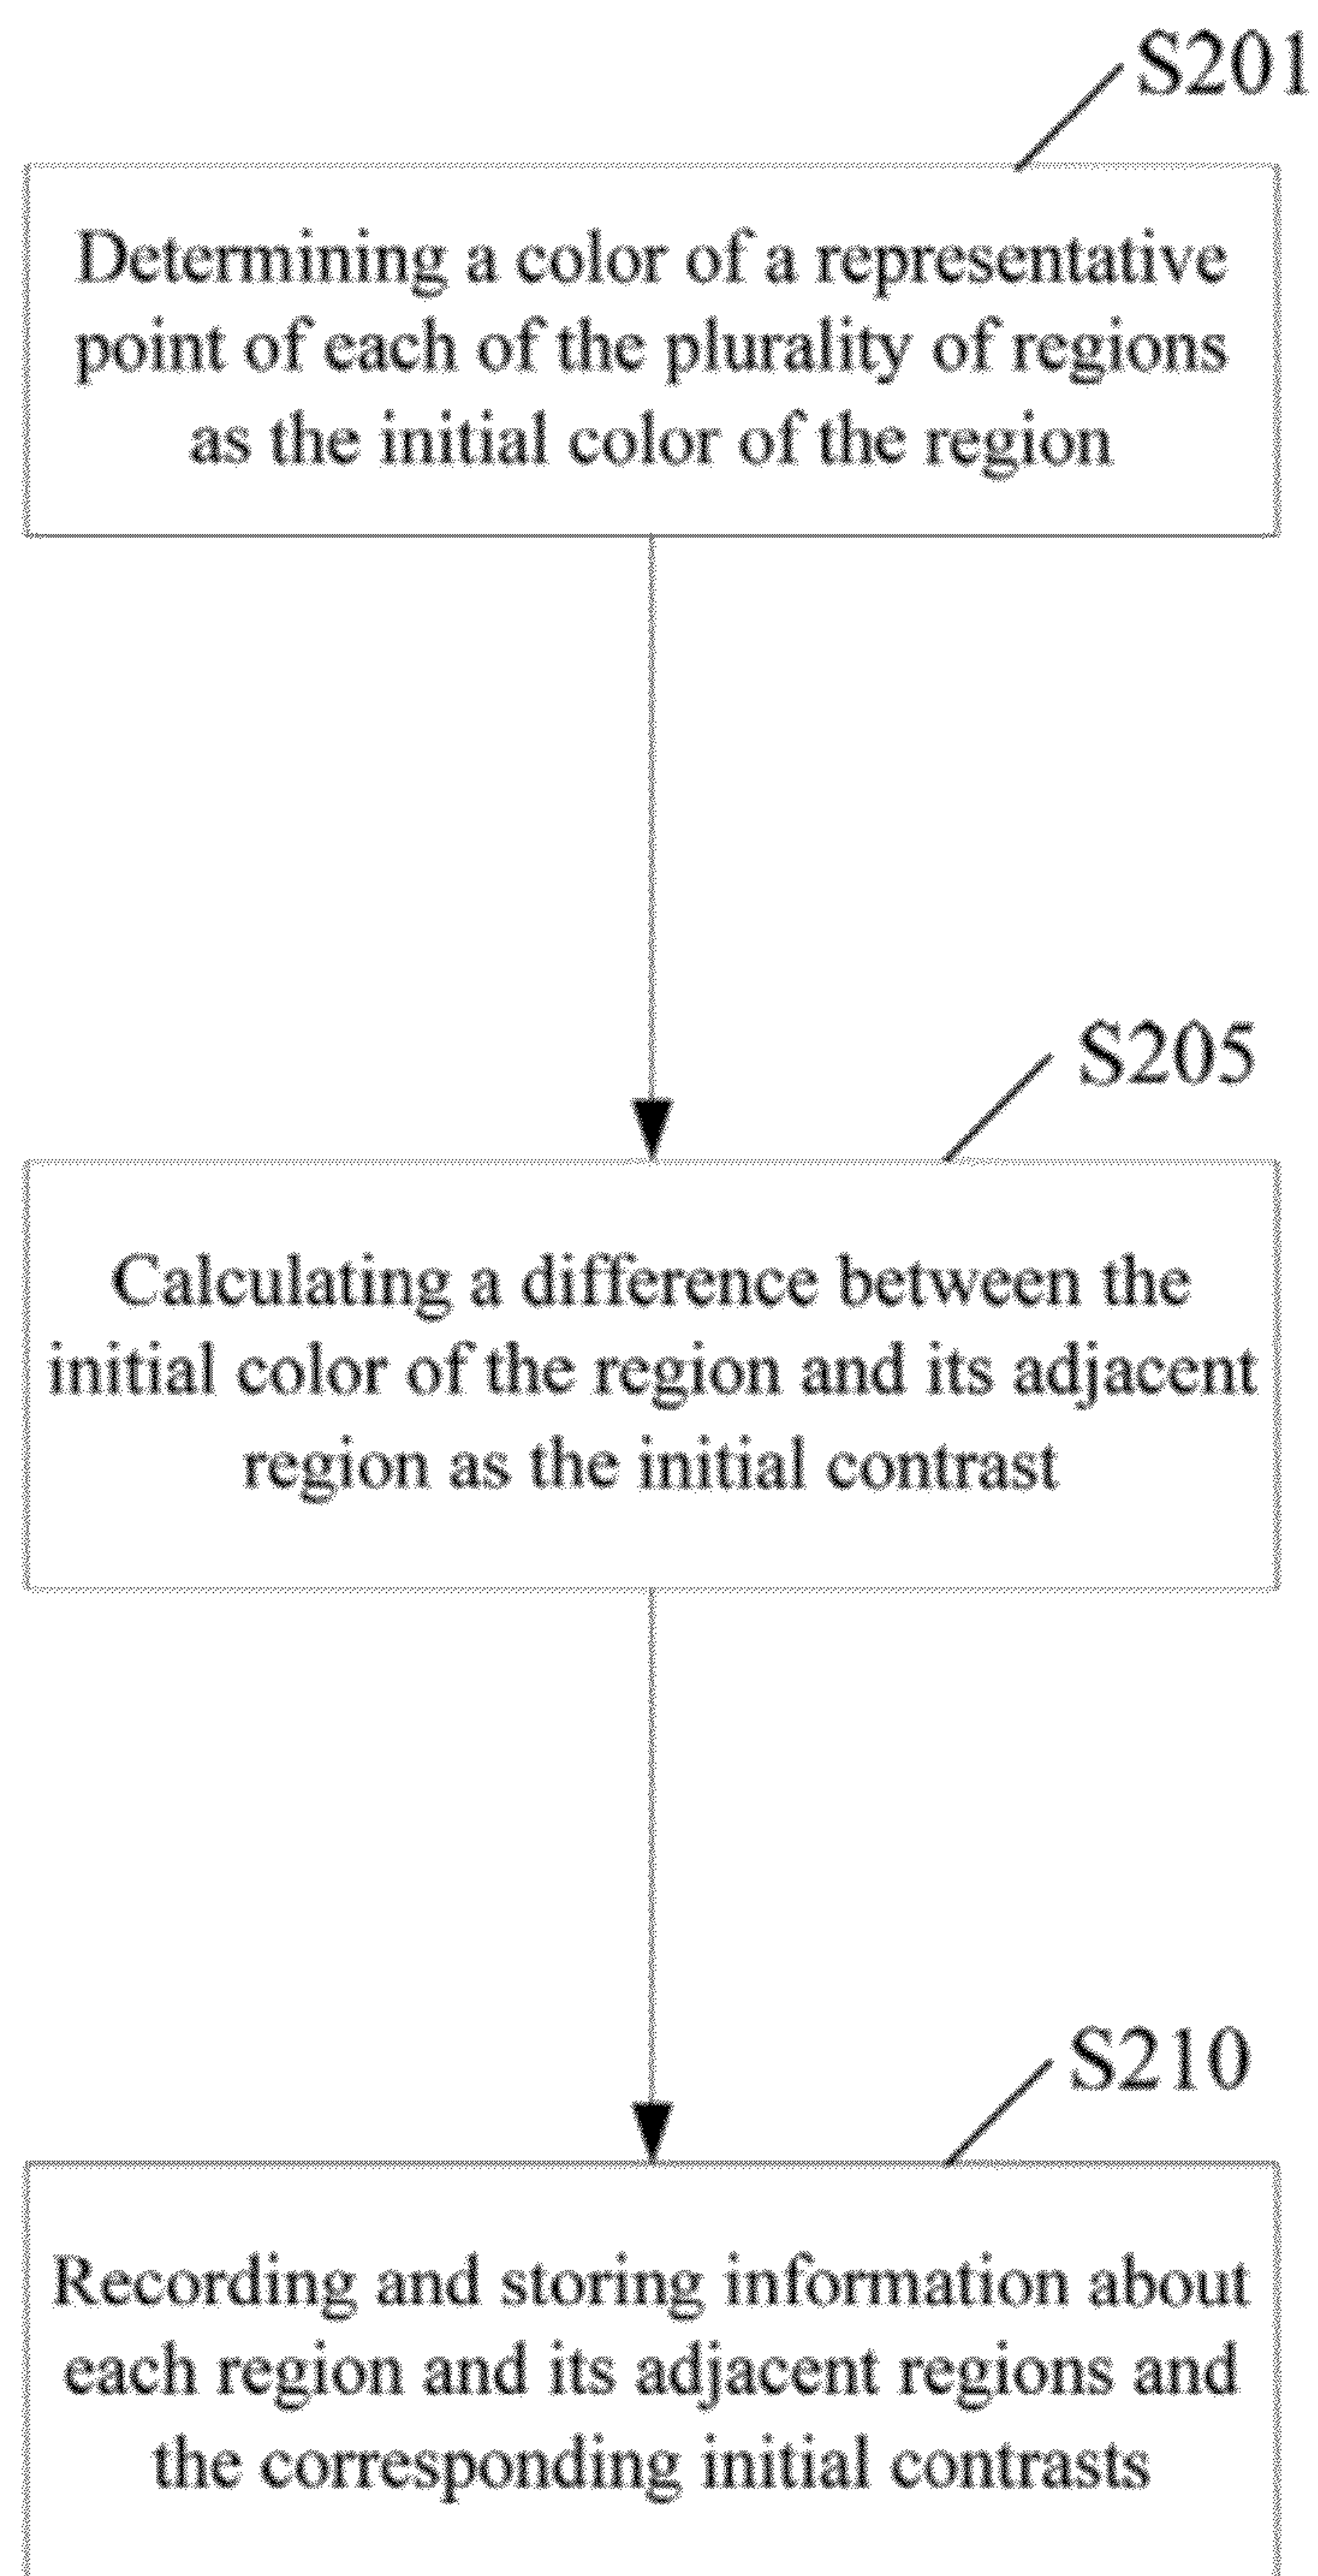 S201
Determining a color of a representative
point of each of the plurality of regions
as the initial color of the region
S205
Calculating a difference between the
initial color of the region and its adjacent
region as the initial contrast
S210
Recording and storing information about
each region and its adjacent regions and
the corresponding initial contrasts